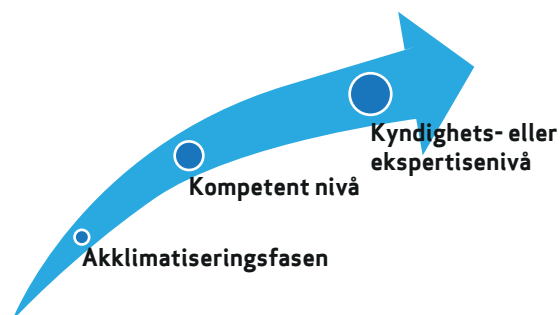 Kyndighets- eller
ekspertisenivå
Kompetent nivå
Akklimatiseringsfasen